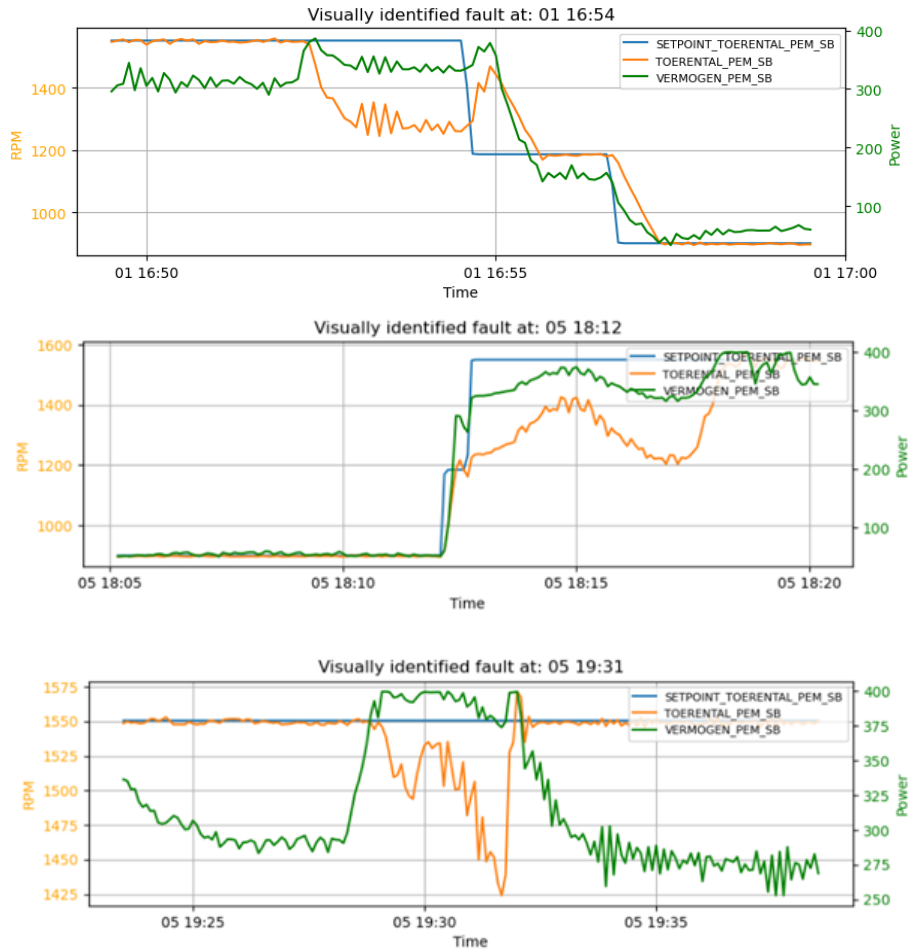 Visually identified fault at: 01 16:54
SETPOINT_TOERENTAL_PEM_SB
TOERENTAL_PEM_SB
VERMOGEN_PEM_SB
400
1400
300
RPM
1200
200
Power
1000
100
01 16:50
01 16:55
01 17:00
Time
Visually identified fault at: 05 18:12
1600
SETPOINT_TOERENTAL_PEM_SB
400
TOERENTAL_PEM_SB
VERMOGEN_PEM_SB
1400
300
RPM
1200
200
Power
1000
100
05 18:05
05 18:10
05 18:15
05 18:20
Time
Visually identified fault at: 05 19:31
1575
SETPOINT_TOERENTAL_PEM_SB
400
TOERENTAL_PEM_SB
1550
VERMOGEN_PEM_SB
375
1525
350
RPM
1500
325
Power
1475
300
1450
275
1425
250
05 19:25
05 19:30
05 19:35
Time